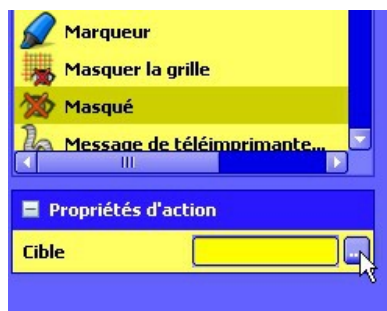 Marqueur
Masquer la grille
Masqué
Message de téléimprimante...
Propriétés d'action
Cible
...